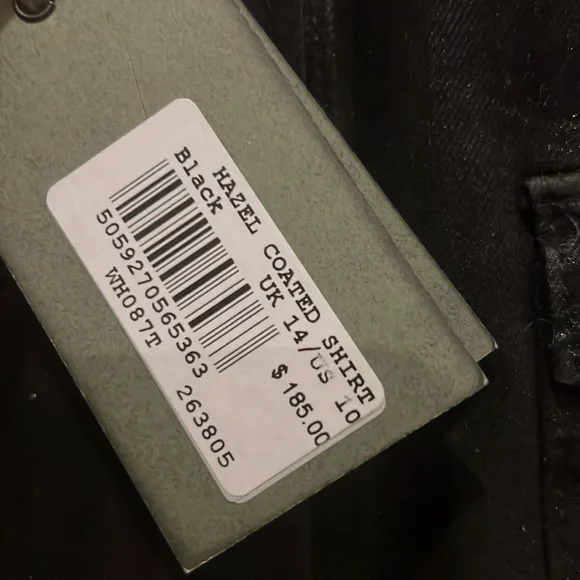 HAZEL COATED SHIRT
Black UK 14/US 10
$ 185.00
5059270565363 263805
WH087T